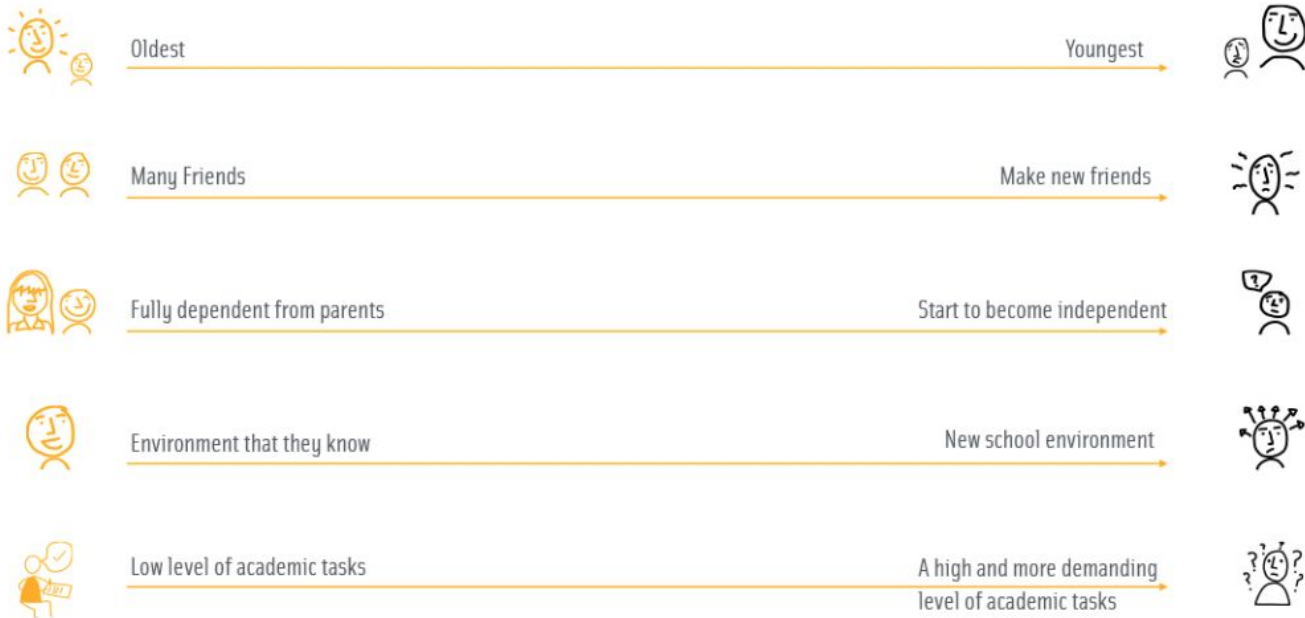 Oldest
Youngest
Many Friends
Make new friends
Fully dependent from parents
Start to become independent
Environment that they know
New school environment
Low level of academic tasks
A high and more demanding
level of academic tasks
?
? ? ?
? ?